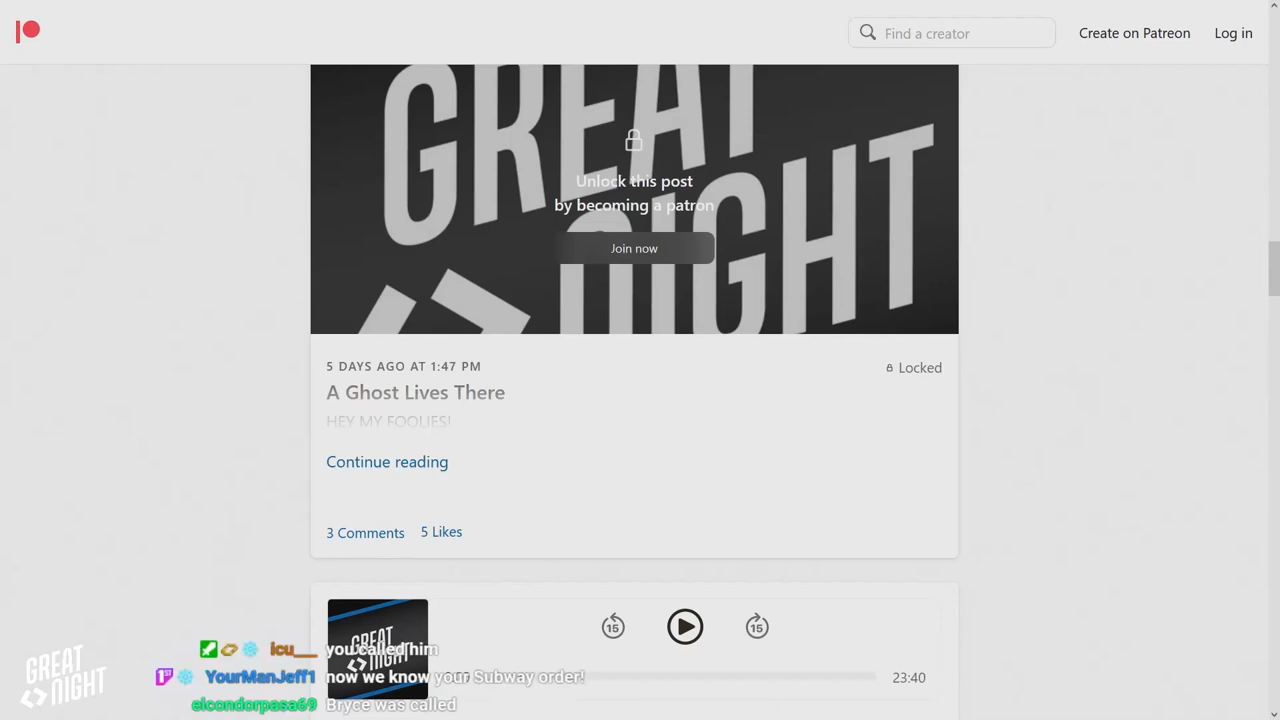 Find a creator
Create on Patreon
Log in
GREAT
NIGHT
Unlock this post
by becoming a patron
Join now
5 DAYS AGO AT 1:47 PM
Locked
A Ghost Lives There
HEY MY FOOLIES!
Continue reading
3 Comments
5 Likes
15
15
GREAT
NIGHT
23:40
icu__ you called him
YourManJeff1 now we know your Subway order!
elcondorpasa69 Bryce was called
GREAT
NIGHT